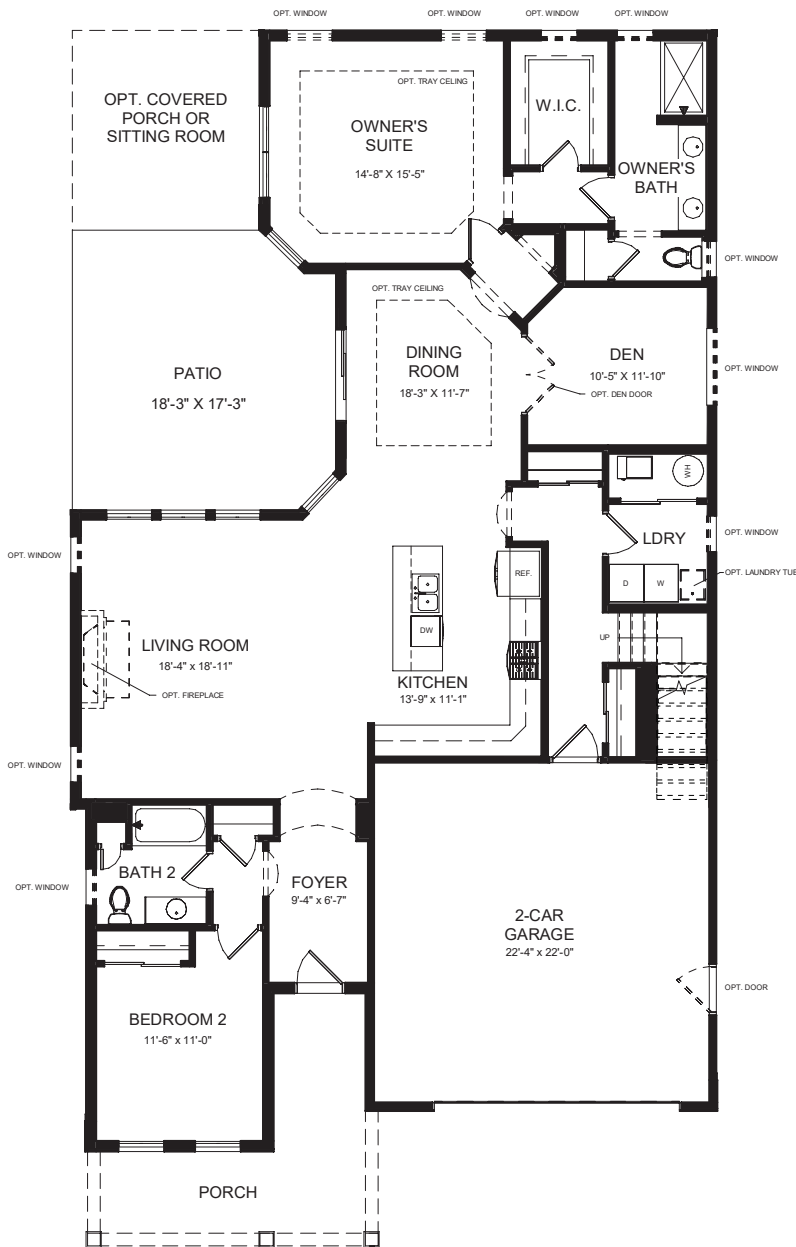 OPT. WINDOW
OPT. WINDOW
OPT. WINDOW
OPT. WINDOW
OPT. COVERED
PORCH OR
SITTING ROOM
OPT. TRAY CELING
OWNER'S
SUITE
14'-8" X 15'-5"
W.I.C.
OWNER'S
BATH
OPT. WINDOW
OPT. TRAY CEILING
DINING
ROOM
18'-3" X 11'-7"
DEN
10'-5" X 11'-10"
OPT. DEN DOOR
OPT. WINDOW
PATIO
18'-3" X 17'-3"
WH
OPT. WINDOW
LDRY
OPT. WINDOW
REF.
D
W
OPT. LAUNDRY TUB
DW
UP
LIVING ROOM
18'-4" x 18'-11"
OPT. FIREPLACE
KITCHEN
13'-9" x 11'-1"
OPT. WINDOW
BATH 2
FOYER
9'-4" x 6'-7"
OPT. WINDOW
2-CAR
GARAGE
22'-4" x 22'-0"
OPT. DOOR
BEDROOM 2
11'-6" x 11'-0"
PORCH